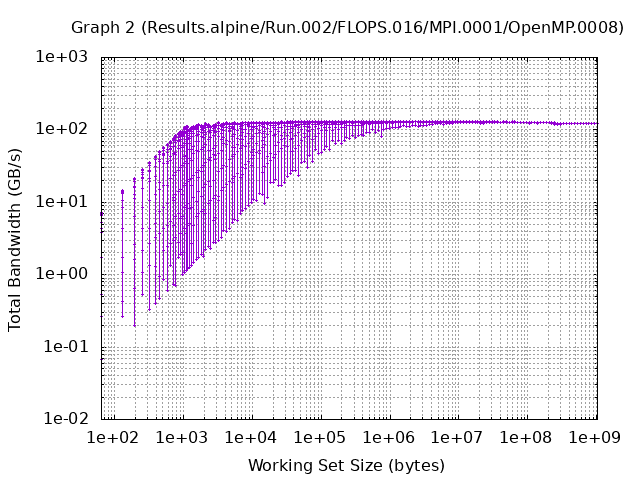 Graph 2 (Results.alpine/Run.002/FLOPS.016/MPI.0001/OpenMP.0008)
1e+03
1e+02
1e+01
1e+00
1e-01
1e-02
Total Bandwidth (GB/s)
1e+02 1e+03 1e+04 1e+05 1e+06 1e+07 1e+08 1e+09
Working Set Size (bytes)